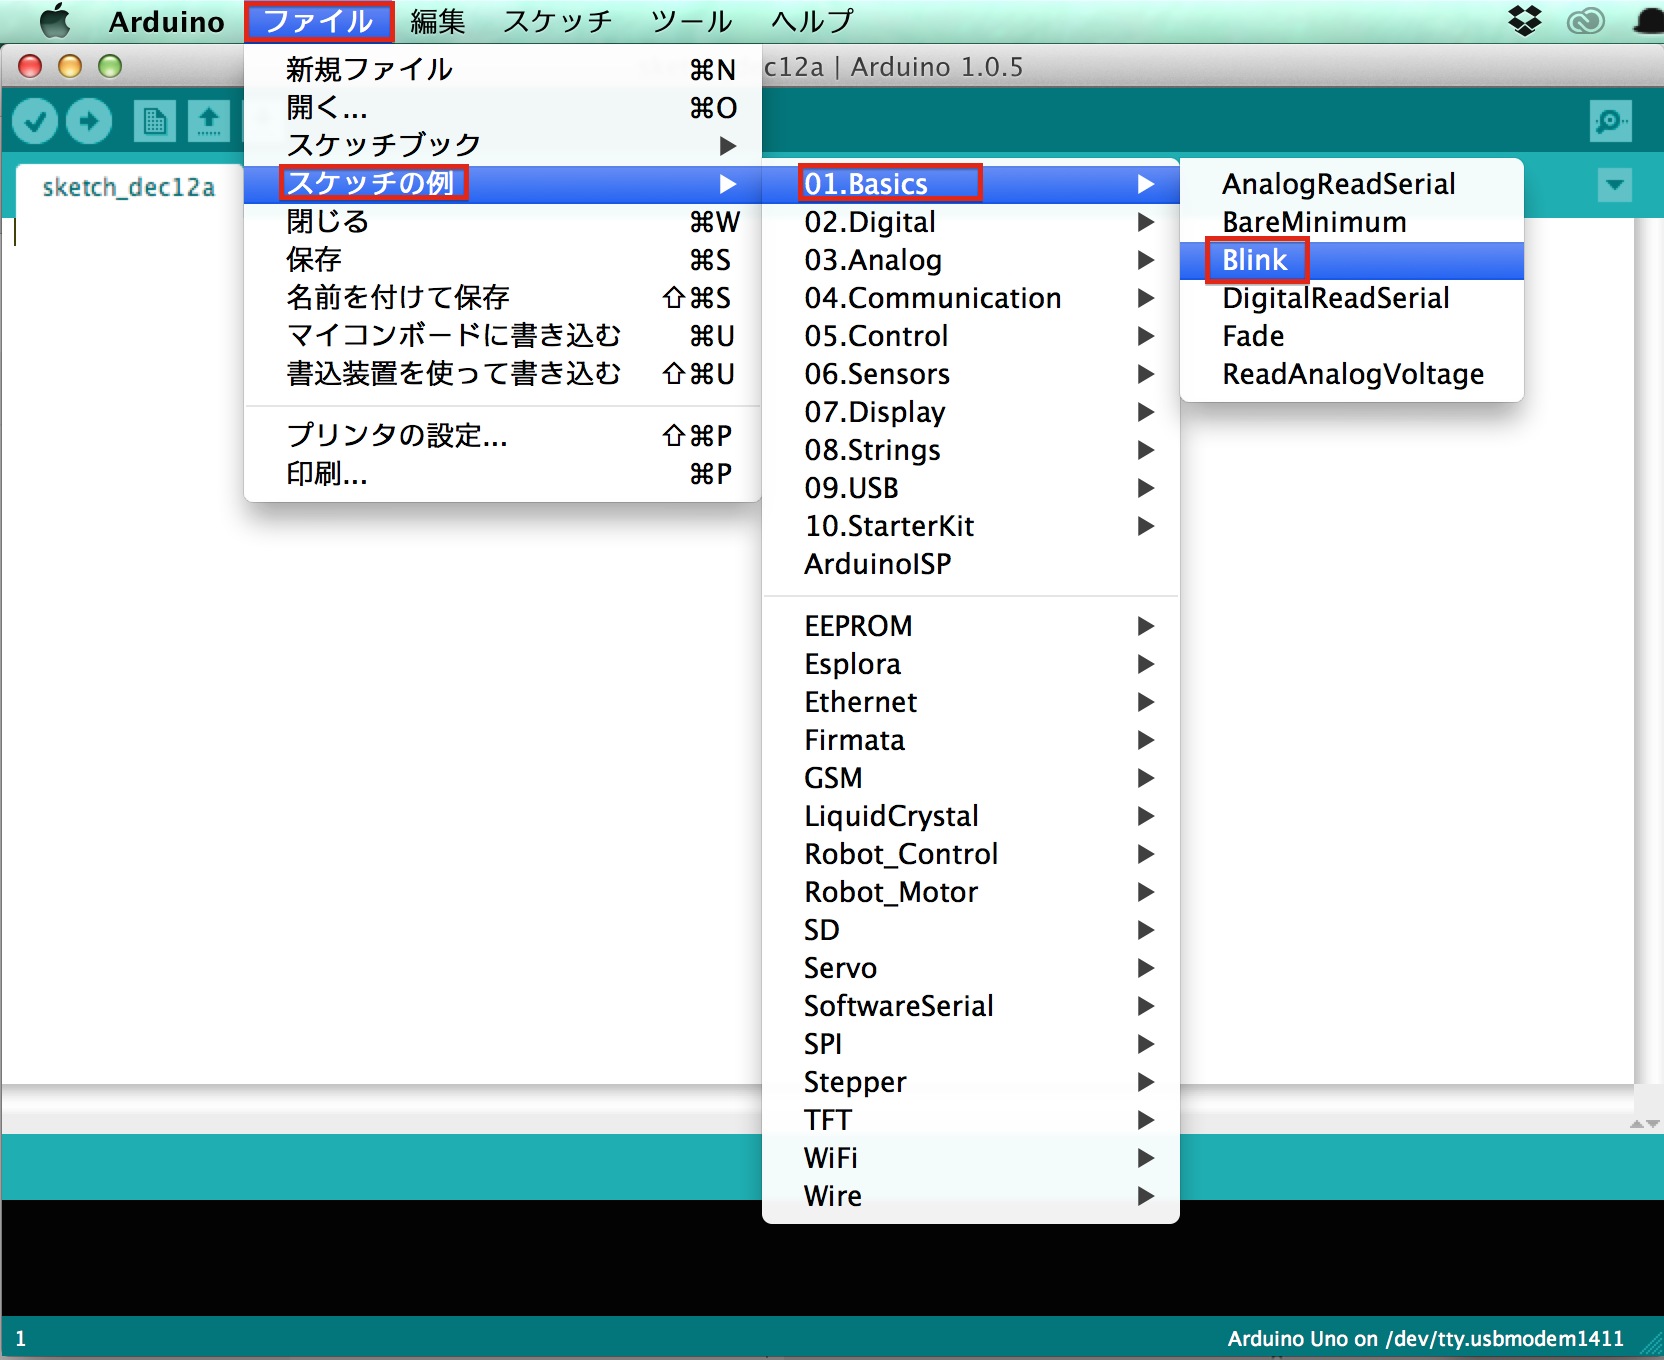 Arduino ファイル 編集 スケッチ ツール ヘルプ
c12a | Arduino 1.0.5
新規ファイル ⌘N
開く... ⌘O
スケッチブック ▶
スケッチの例 ▶
閉じる ⌘W
保存 ⌘S
名前を付けて保存 ⇧⌘S
マイコンボードに書き込む ⌘U
書込装置を使って書き込む ⇧⌘U
プリンタの設定... ⇧⌘P
印刷... ⌘P
sketch_dec12a
01.Basics ▶
02.Digital ▶
03.Analog ▶
04.Communication ▶
05.Control ▶
06.Sensors ▶
07.Display ▶
08.Strings ▶
09.USB ▶
10.StarterKit ▶
ArduinoISP
EEPROM ▶
Esplora ▶
Ethernet ▶
Firmata ▶
GSM ▶
LiquidCrystal ▶
Robot_Control ▶
Robot_Motor ▶
SD ▶
Servo ▶
SoftwareSerial ▶
SPI ▶
Stepper ▶
TFT ▶
WiFi ▶
Wire ▶
AnalogReadSerial
BareMinimum
Blink
DigitalReadSerial
Fade
ReadAnalogVoltage
1
Arduino Uno on /dev/tty.usbmodem1411